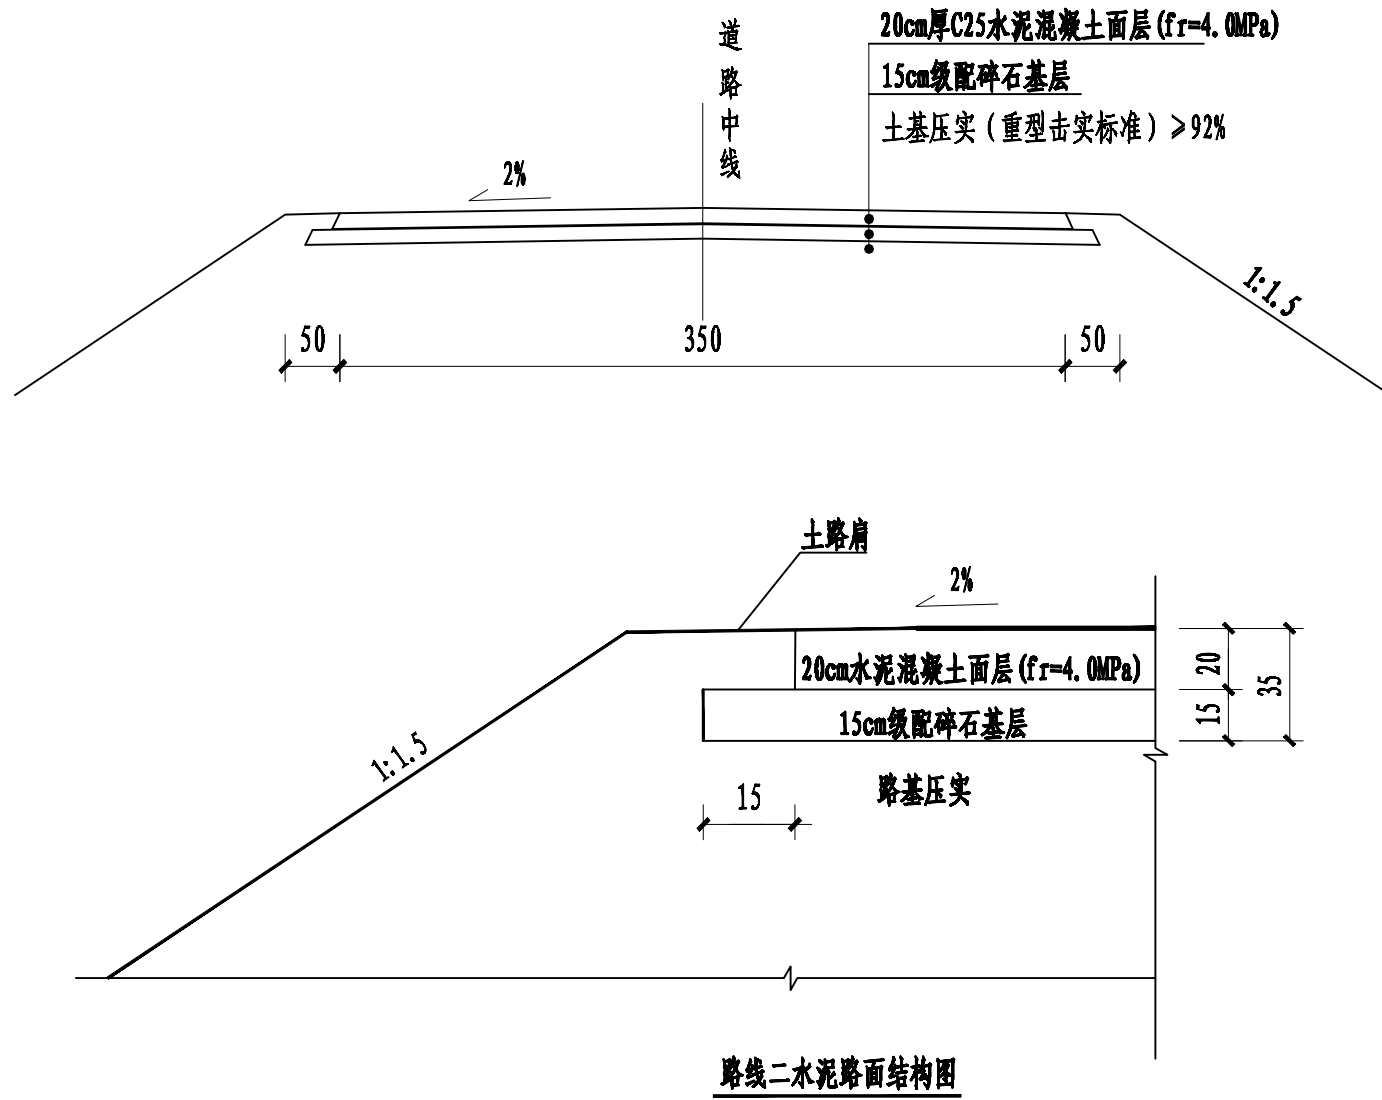 道路中线
20cm厚C25水泥混凝土面层(fr=4.0MPa)
15cm级配碎石基层
土基压实（重型击实标准）≥92%
2%
1:1.5
50
350
50
土路肩
2%
20cm水泥混凝土面层(fr=4.0MPa)
15cm级配碎石基层
路基压实
20
15
35
1:1.5
15
路线二水泥路面结构图